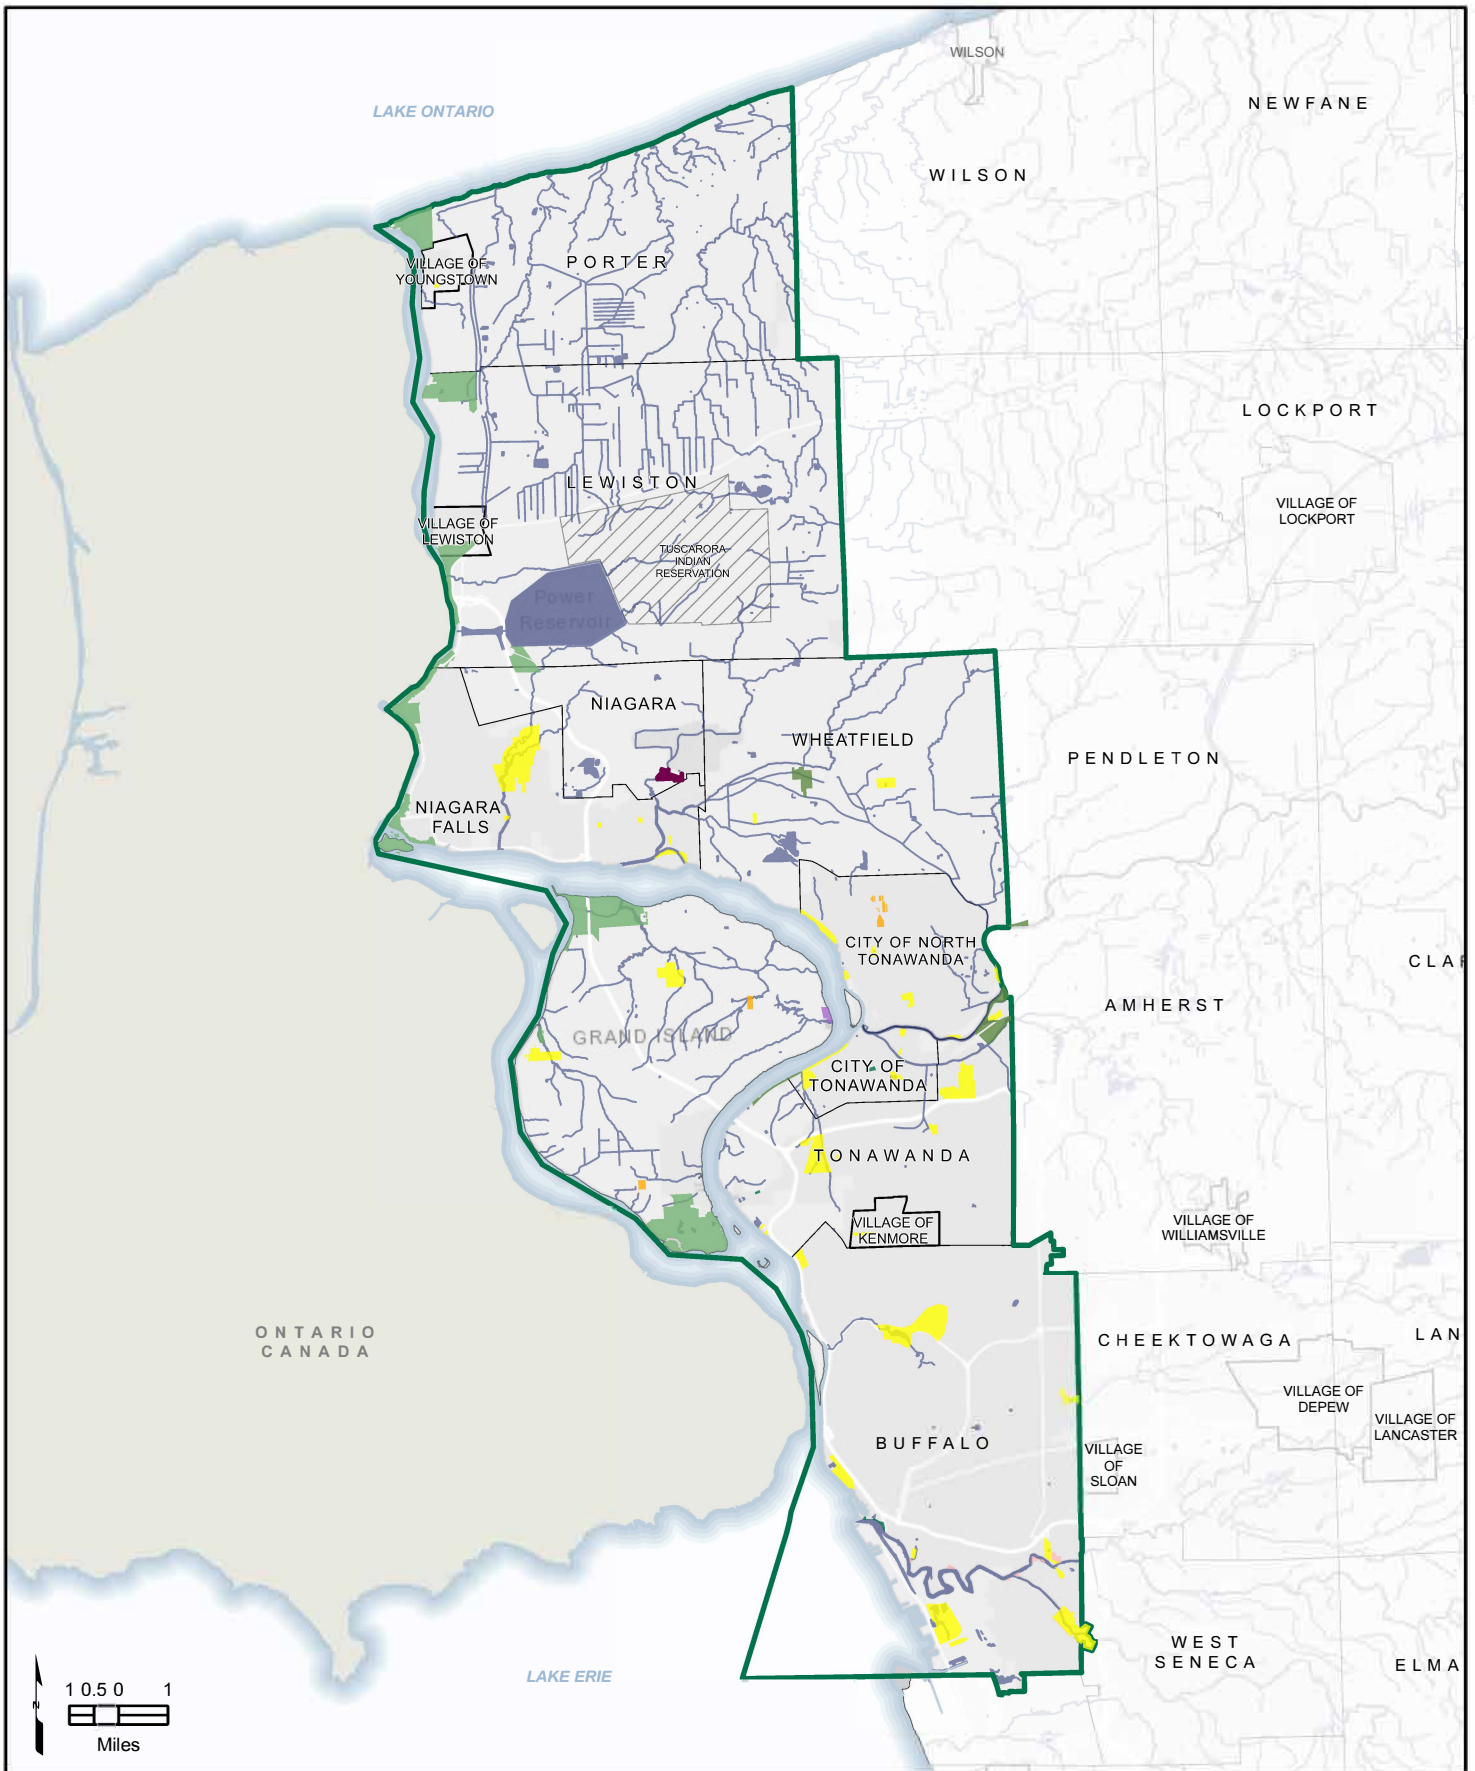 WILSON
LAKE ONTARIO
NEWFANE
WILSON
VILLAGE OF
YOUNGSTOWN
PORTER
LOCKPORT
LEWISTON
VILLAGE OF
LOCKPORT
VILLAGE OF
LEWISTON
TUSCARORA
INDIAN
RESERVATION
Power
Reservoir
NIAGARA
WHEATFIELD
PENDLETON
NIAGARA
FALLS
CITY OF NORTH
TONAWANDA
CLAR
AMHERST
GRAND ISLAND
CITY OF
TONAWANDA
TONAWANDA
VILLAGE OF
KENMORE
VILLAGE OF
WILLIAMSVILLE
ONTARIO
CANADA
CHEEKTOWAGA
LAN
VILLAGE OF
DEPEW
VILLAGE OF
LANCASTER
BUFFALO
VILLAGE
OF
SLOAN
WEST
SENECA
ELMA
LAKE ERIE
N
1 0.5 0 1
Miles